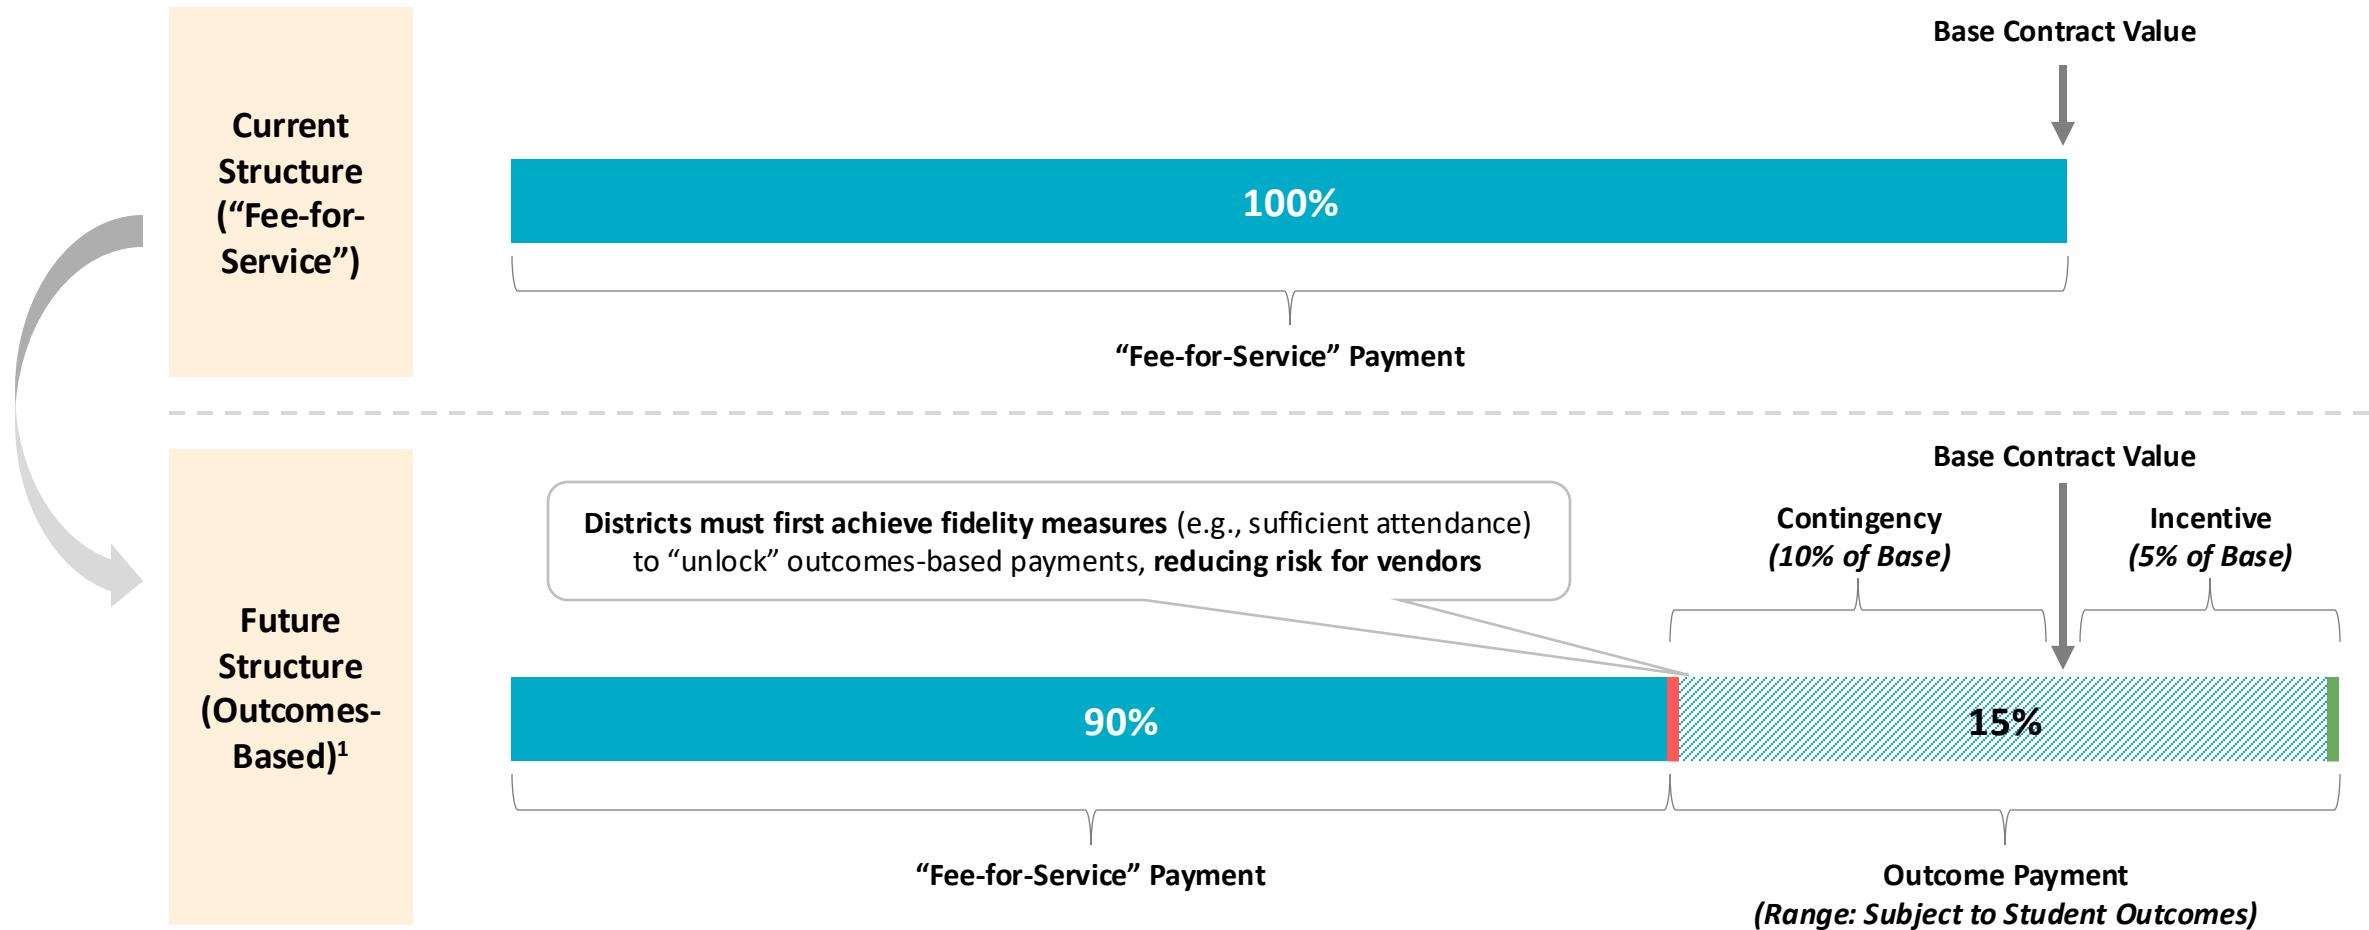 Base Contract Value
Current
Structure
(“Fee-for-
Service”)
100%
“Fee-for-Service” Payment
Base Contract Value
Districts must first achieve fidelity measures (e.g., sufficient attendance)
to “unlock” outcomes-based payments, reducing risk for vendors
Contingency
(10% of Base)
Incentive
(5% of Base)
Future
Structure
(Outcomes-
Based)¹
90%
15%
“Fee-for-Service” Payment
Outcome Payment
(Range: Subject to Student Outcomes)